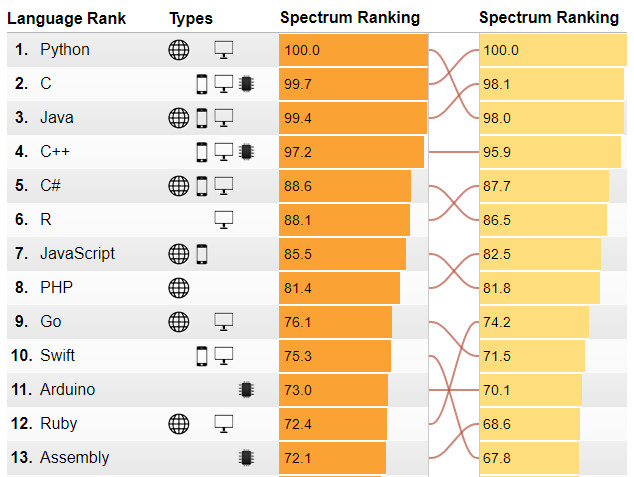 Language Rank Types Spectrum Ranking Spectrum Ranking
1. Python 100.0 100.0
2. C 99.7 98.1
3. Java 99.4 98.0
4. C++ 97.2 95.9
5. C# 88.6 87.7
6. R 88.1 86.5
7. JavaScript 85.5 82.5
8. PHP 81.4 81.8
9. Go 76.1 74.2
10. Swift 75.3 71.5
11. Arduino 73.0 70.1
12. Ruby 72.4 68.6
13. Assembly 72.1 67.8